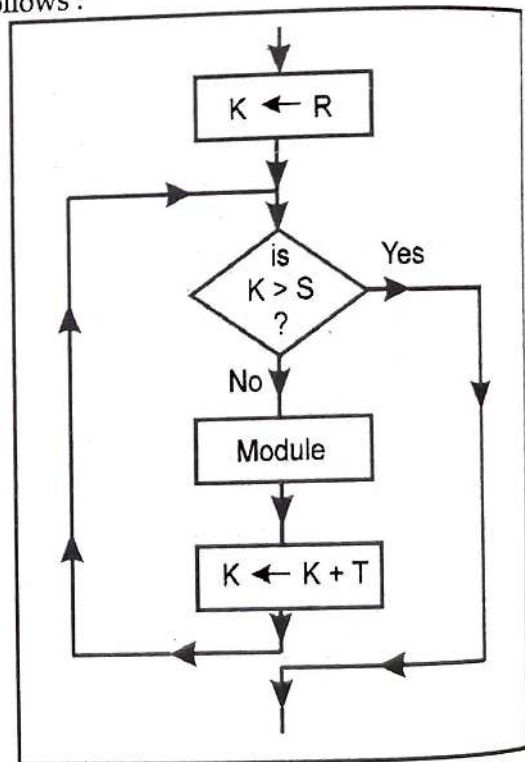 ollows :
K ← R
is
K > S
?
Yes
No
Module
K ← K + T